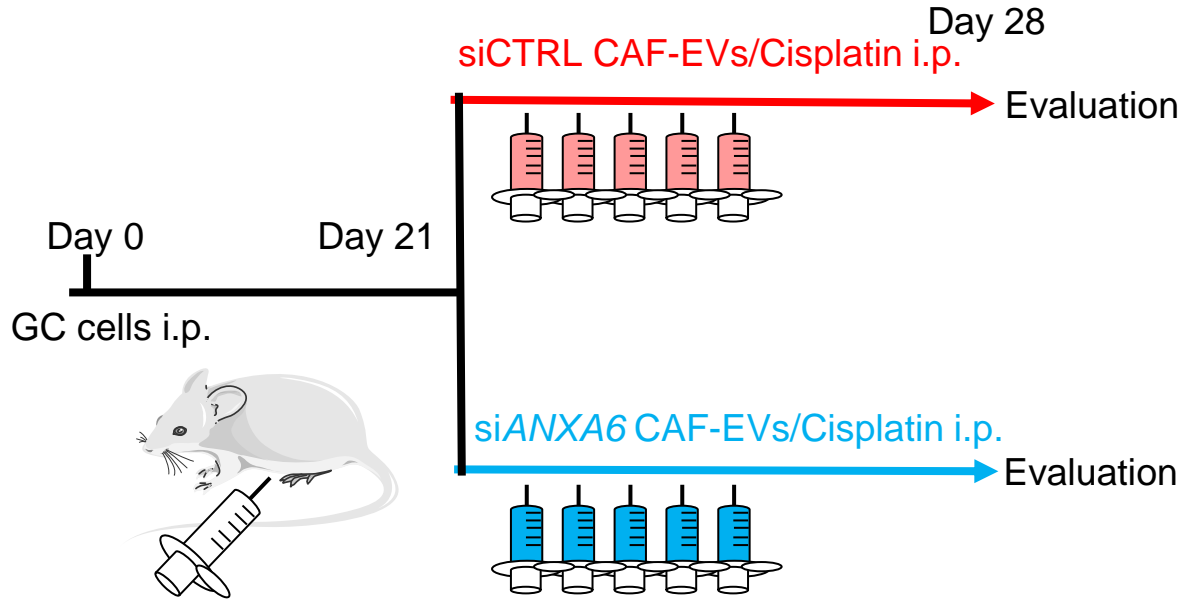 Day 28
siCTRL CAF-EVs/Cisplatin i.p.
Evaluation
Day 0
Day 21
GC cells i.p.
siANXA6 CAF-EVs/Cisplatin i.p.
Evaluation